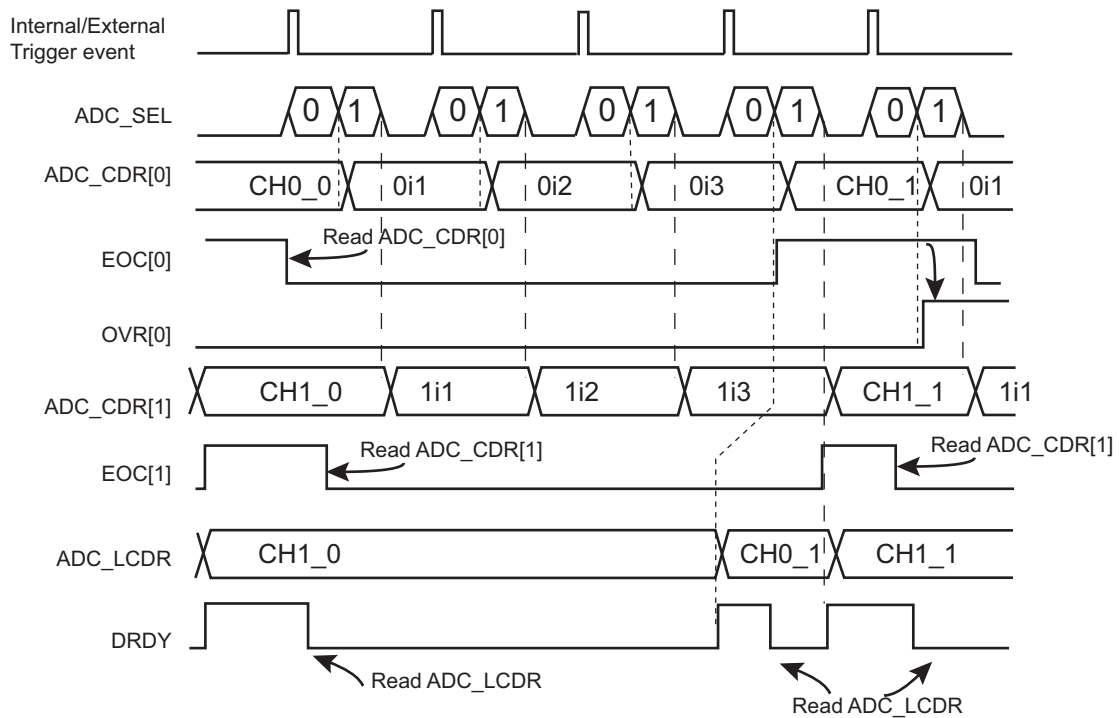 Internal/External
Trigger event
ADC_SEL
0 1 0 1 0 1 0 1 0 1
ADC_CDR[0]
CH0_0 0i1 0i2 0i3 CH0_1 0i1
Read ADC_CDR[0]
EOC[0]
OVR[0]
ADC_CDR[1]
CH1_0 1i1 1i2 1i3 CH1_1 1i1
Read ADC_CDR[1]
Read ADC_CDR[1]
EOC[1]
ADC_LCDR
CH1_0 CH0_1 CH1_1
DRDY
Read ADC_LCDR
Read ADC_LCDR